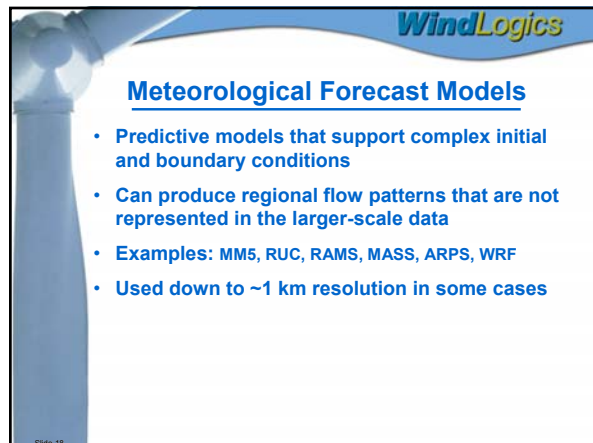 WindLogics
Meteorological Forecast Models
• Predictive models that support complex initial
and boundary conditions
• Can produce regional flow patterns that are not
represented in the larger-scale data
• Examples: MM5, RUC, RAMS, MASS, ARPS, WRF
• Used down to ~1 km resolution in some cases